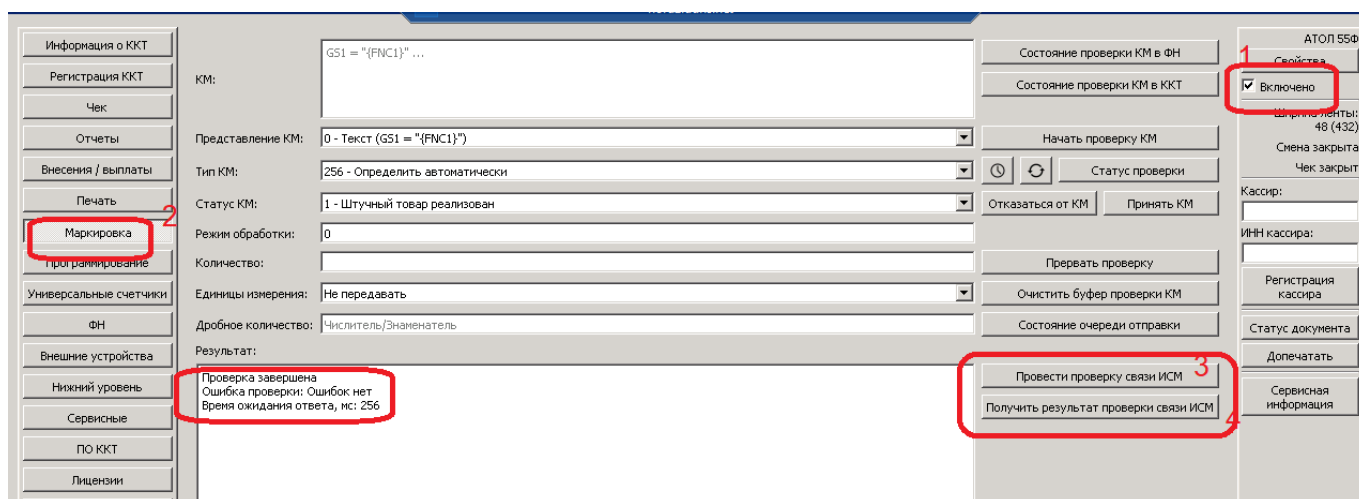 Информация о ККТ
Регистрация ККТ
Чек
Отчеты
Внесения / выплаты
Печать
2
Маркировка
Программирование
Универсальные счетчики
ФН
Внешние устройства
Нижний уровень
Сервисные
ПО ККТ
Лицензии
КМ:
GS1 = "{FNC1}" ...
Представление КМ:
0 - Текст (GS1 = "{FNC1}")
Тип КМ:
256 - Определить автоматически
Статус КМ:
1 - Штучный товар реализован
Режим обработки:
0
Количество:
Единицы измерения:
Не передавать
Дробное количество:
Числитель/Знаменатель
Результат:
Проверка завершена
Ошибка проверки: Ошибок нет
Время ожидания ответа, мс: 256
Состояние проверки КМ в ФН
Состояние проверки КМ в ККТ
Начать проверку КМ
Статус проверки
Отказаться от КМ
Принять КМ
Прервать проверку
Очистить буфер проверки КМ
Состояние очереди отправки
Провести проверку связи ИСМ
3
Получить результат проверки связи ИСМ
4
АТОЛ 55Ф
1
Свойства
Включено
Ширина ленты:
48 (432)
Смена закрыта
Чек закрыт
Кассир:
ИНН кассира:
Регистрация
кассира
Статус документа
Допечатать
Сервисная
информация